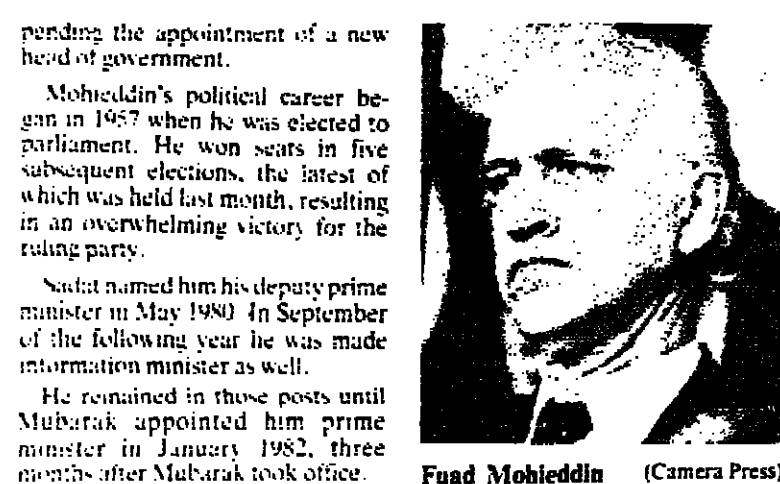 pending the appointment of a new
head of government.
Mohieddin's political career be-
gan in 1957 when he was elected to
parliament. He won seats in five
subsequent elections, the latest of
which was held last month, resulting
in an overwhelming victory for the
ruling party.
Sadat named him his deputy prime
minister in May 1980. In September
of the following year he was made
information minister as well.
He remained in those posts until
Mubarak appointed him prime
minister in January 1982, three
months after Mubarak took office.
Fuad Mohieddin (Camera Press)